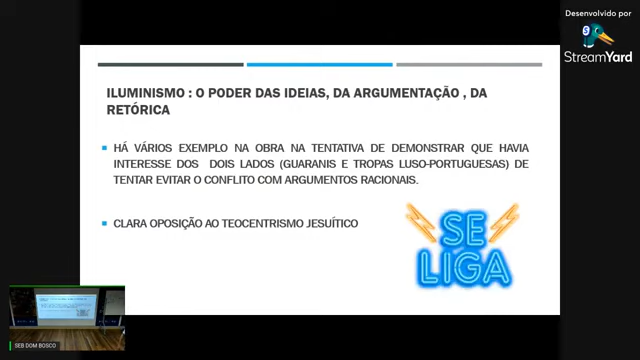 Desenvolvido por
StreamYard
ILUMINISMO : O PODER DAS IDEIAS, DA ARGUMENTAÇÃO , DA
RETÓRICA
HÁ VÁRIOS EXEMPLO NA OBRA NA TENTATIVA DE DEMONSTRAR QUE HAVIA
INTERESSE DOS DOIS LADOS (GUARANIS E TROPAS LUSO-PORTUGUESAS) DE
TENTAR EVITAR O CONFLITO COM ARGUMENTOS RACIONAIS.
CLARA OPOSIÇÃO AO TEOCENTRISMO JESUÍTICO
SE
LIGA
SEB DOM BOSCO